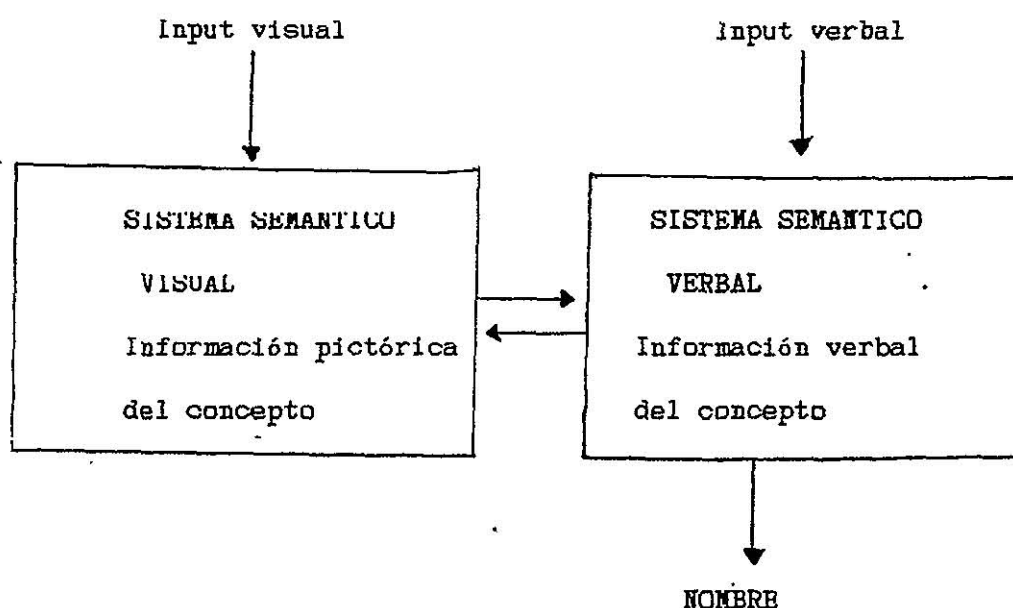 Input visual
Input verbal
SISTEMA SEMANTICO
VISUAL
Información pictórica
del concepto
SISTEMA SEMANTICO
VERBAL
Información verbal
del concepto
NOMBRE